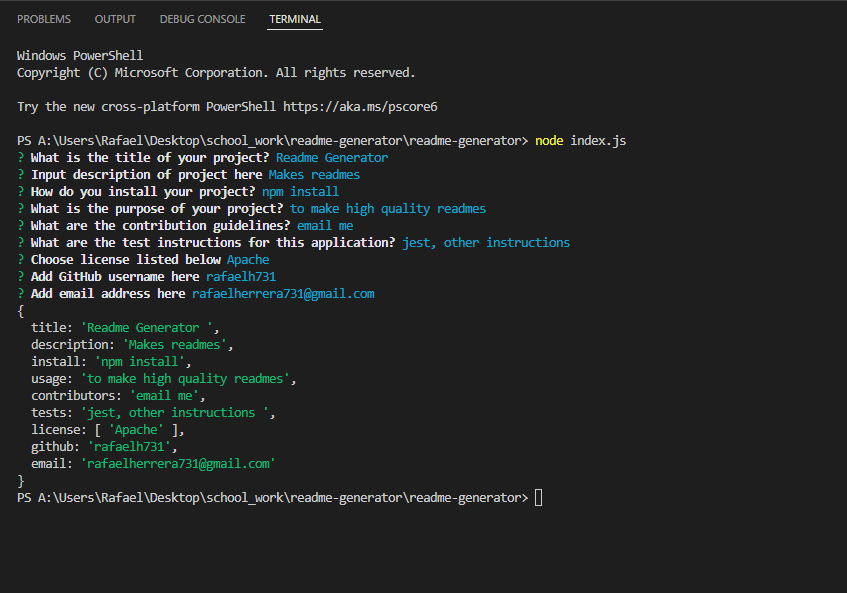 PROBLEMS OUTPUT DEBUG CONSOLE TERMINAL
Windows PowerShell
Copyright (C) Microsoft Corporation. All rights reserved.
Try the new cross-platform PowerShell https://aka.ms/pscore6
PS A:\Users\Rafael\Desktop\school_work\readme-generator\readme-generator> node index.js
? What is the title of your project? Readme Generator
? Input description of project here Makes readmes
? How do you install your project? npm install
? What is the purpose of your project? to make high quality readmes
? What are the contribution guidelines? email me
? What are the test instructions for this application? jest, other instructions
? Choose license listed below Apache
? Add GitHub username here rafaelh731
? Add email address here rafaelherrera731@gmail.com
{
  title: 'Readme Generator ',
  description: 'Makes readmes',
  install: 'npm install',
  usage: 'to make high quality readmes',
  contributors: 'email me',
  tests: 'jest, other instructions ',
  license: [ 'Apache' ],
  github: 'rafaelh731',
  email: 'rafaelherrera731@gmail.com'
}
PS A:\Users\Rafael\Desktop\school_work\readme-generator\readme-generator>